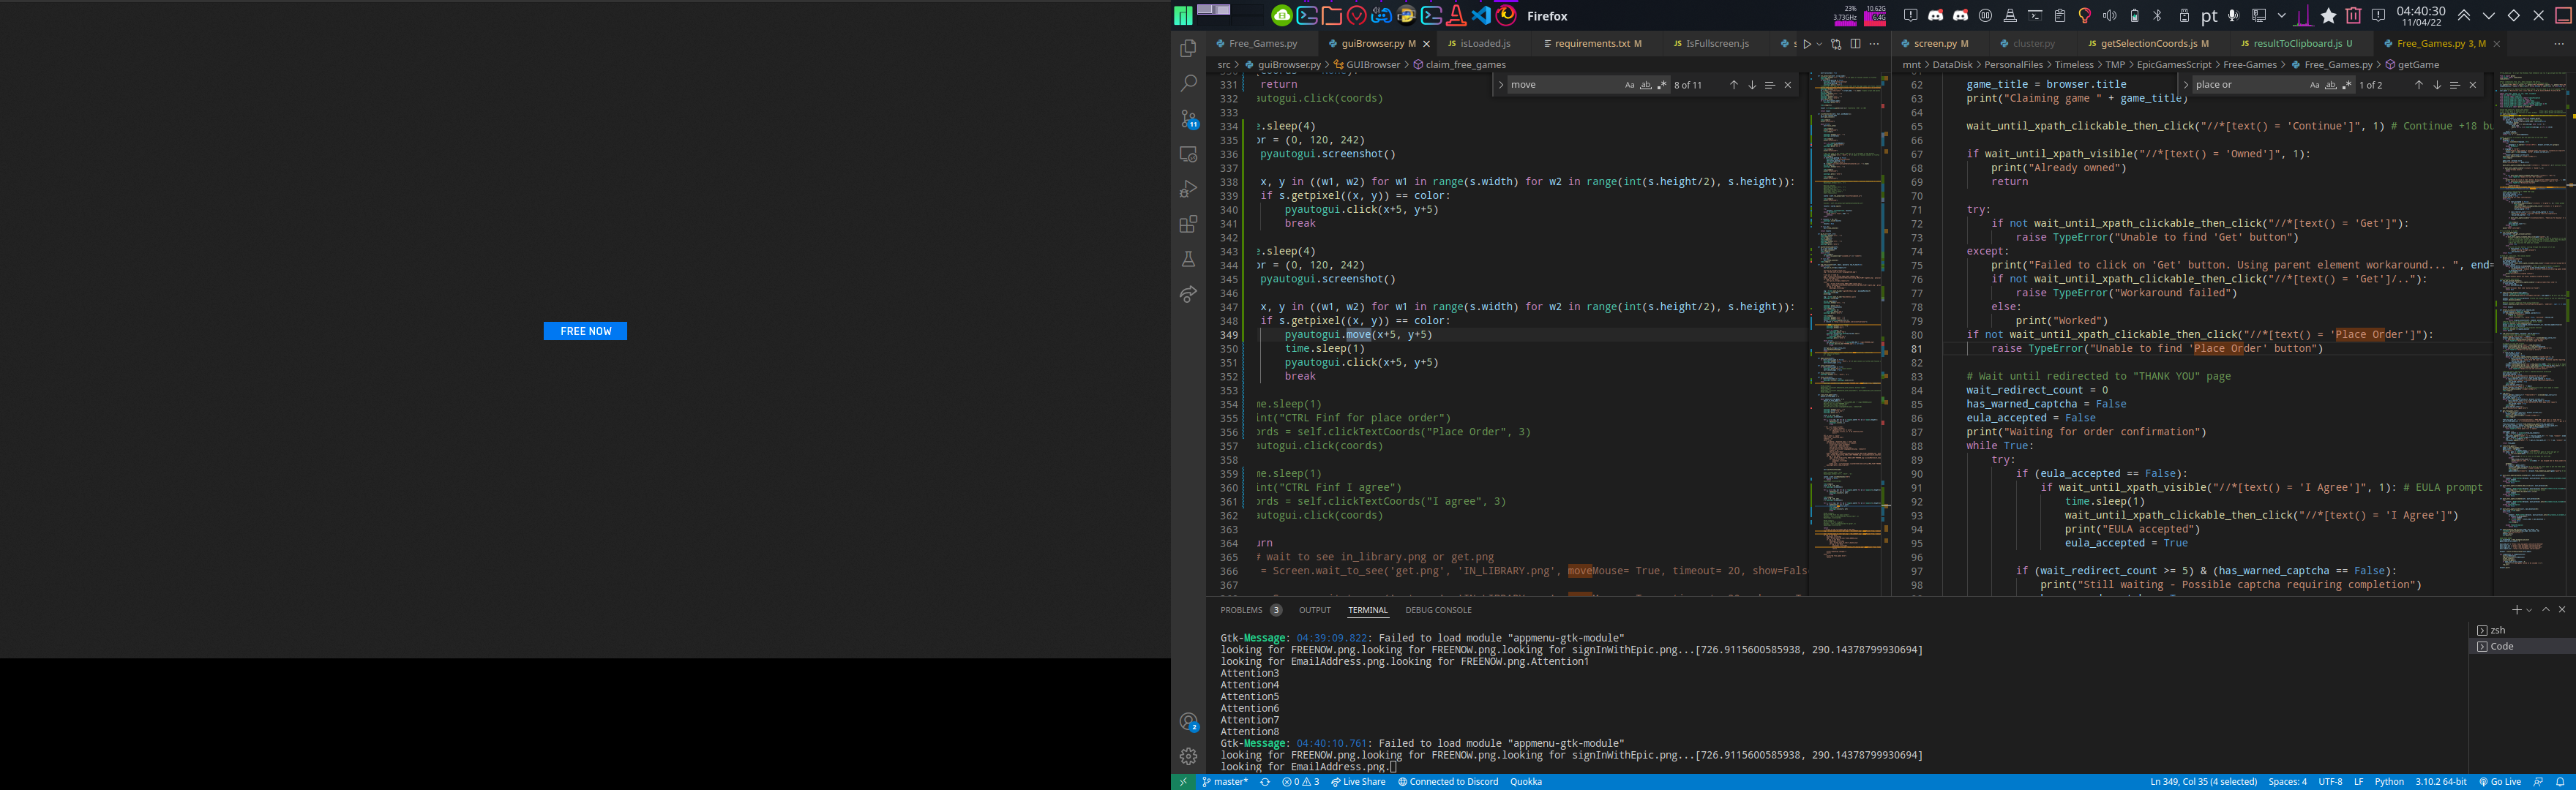 FREE NOW
Firefox
23%
3.73GHz
10.62G
6.4G
pt
04:40:30
11/04/22
Free_Games.py
guiBrowser.py M
isLoaded.js
requirements.txt M
IsFullscreen.js
src > guiBrowser.py > GUIBrowser > claim_free_games
move
8 of 11
331 return
332 autogui.click(coords)
333
334 e.sleep(4)
335 or = (0, 120, 242)
336 pyautogui.screenshot()
337
338 x, y in ((w1, w2) for w1 in range(s.width) for w2 in range(int(s.height/2), s.height)):
339 if s.getpixel((x, y)) == color:
340 pyautogui.click(x+5, y+5)
341 break
342
343 e.sleep(4)
344 or = (0, 120, 242)
345 pyautogui.screenshot()
346
347 x, y in ((w1, w2) for w1 in range(s.width) for w2 in range(int(s.height/2), s.height)):
348 if s.getpixel((x, y)) == color:
349 pyautogui.move(x+5, y+5)
350 time.sleep(1)
351 pyautogui.click(x+5, y+5)
352 break
353
354 me.sleep(1)
355 int("CTRL Finf for place order")
356 ords = self.clickTextCoords("Place Order", 3)
357 autogui.click(coords)
358
359 me.sleep(1)
360 int("CTRL Finf I agree")
361 ords = self.clickTextCoords("I agree", 3)
362 autogui.click(coords)
363
364 urn
365 # wait to see in_library.png or get.png
366 = Screen.wait_to_see('get.png', 'IN_LIBRARY.png', moveMouse= True, timeout= 20, show=Fals
367
screen.py M
cluster.py
getSelectionCoords.js M
resultToClipboard.js U
Free_Games.py 3, M
mnt > DataDisk > PersonalFiles > Timeless > TMP > EpicGamesScript > Free-Games > Free_Games.py > getGame
place or
1 of 2
62 game_title = browser.title
63 print("Claiming game " + game_title)
64
65 wait_until_xpath_clickable_then_click("//*[text() = 'Continue']", 1) # Continue +18 bu
66
67 if wait_until_xpath_visible("//*[text() = 'Owned']", 1):
68 print("Already owned")
69 return
70
71 try:
72 if not wait_until_xpath_clickable_then_click("//*[text() = 'Get']"):
73 raise TypeError("Unable to find 'Get' button")
74 except:
75 print("Failed to click on 'Get' button. Using parent element workaround... ", end=
76 if not wait_until_xpath_clickable_then_click("//*[text() = 'Get']/.."):
77 raise TypeError("Workaround failed")
78 else:
79 print("Worked")
80 if not wait_until_xpath_clickable_then_click("//*[text() = 'Place Order']"):
81 raise TypeError("Unable to find 'Place Order' button")
82
83 # Wait until redirected to "THANK YOU" page
84 wait_redirect_count = 0
85 has_warned_captcha = False
86 eula_accepted = False
87 print("Waiting for order confirmation")
88 while True:
89 try:
90 if (eula_accepted == False):
91 if wait_until_xpath_visible("//*[text() = 'I Agree']", 1): # EULA prompt
92 time.sleep(1)
93 wait_until_xpath_clickable_then_click("//*[text() = 'I Agree']")
94 print("EULA accepted")
95 eula_accepted = True
96
97 if (wait_redirect_count >= 5) & (has_warned_captcha == False):
98 print("Still waiting - Possible captcha requiring completion")
PROBLEMS 3 OUTPUT TERMINAL DEBUG CONSOLE
Gtk-Message: 04:39:09.822: Failed to load module "appmenu-gtk-module"
looking for FREENOW.png.looking for FREENOW.png.looking for signInWithEpic.png...[726.9115600585938, 290.14378799930694]
looking for EmailAddress.png.looking for FREENOW.png.Attention1
Attention3
Attention4
Attention5
Attention6
Attention7
Attention8
Gtk-Message: 04:40:10.761: Failed to load module "appmenu-gtk-module"
looking for FREENOW.png.looking for FREENOW.png.looking for signInWithEpic.png...[726.9115600585938, 290.14378799930694]
looking for EmailAddress.png.
zsh
Code
master* 0 3 Live Share Connected to Discord Quokka
Ln 349, Col 35 (4 selected) Spaces: 4 UTF-8 LF Python 3.10.2 64-bit Go Live